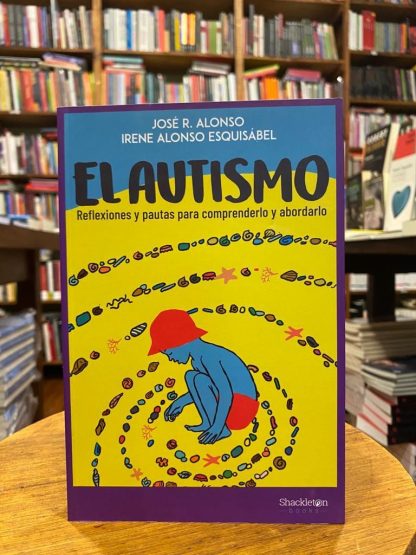 JOSÉ R. ALONSO
IRENE ALONSO ESQUISÁBEL
EL AUTISMO
Reflexiones y pautas para comprenderlo y abordarlo
Shackleton
BOOKS